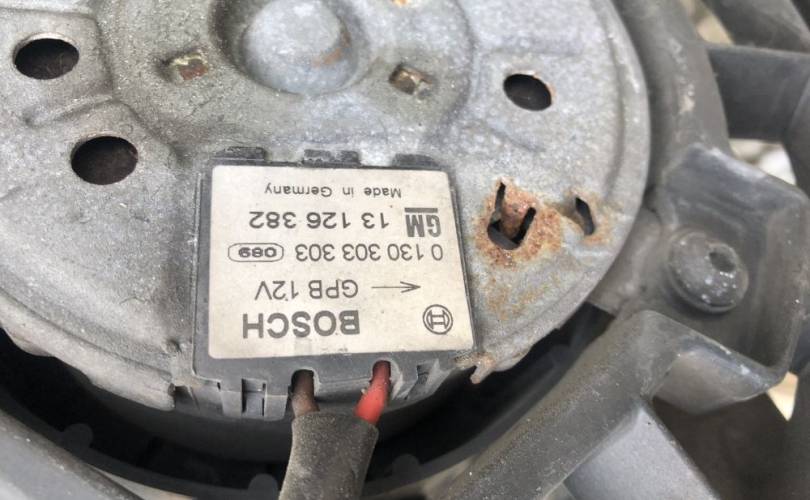 BOSCH
← GPB 12V
0 130 303 303 089
GM 13 126 382
Made in Germany